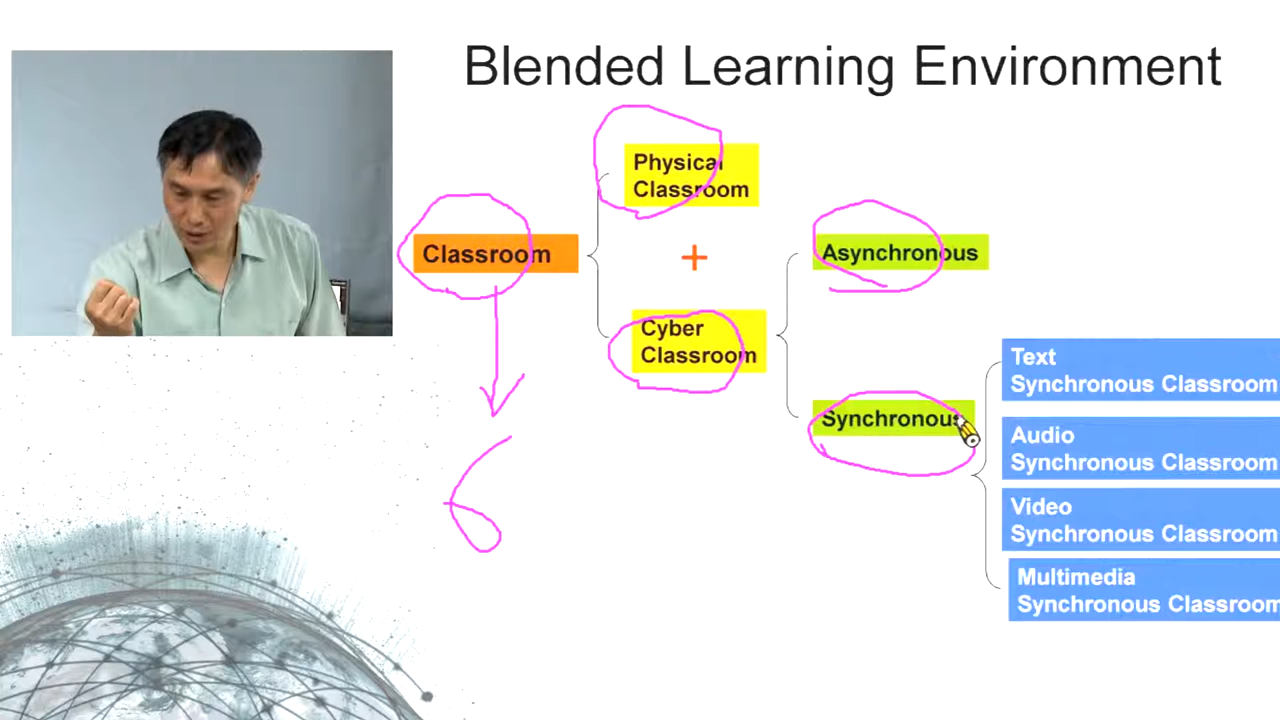 Blended Learning Environment
Physical
Classroom
Classroom
+
Asynchronous
Cyber
Classroom
Synchronous
Text
Synchronous Classroom
Audio
Synchronous Classroom
Video
Synchronous Classroom
Multimedia
Synchronous Classroom